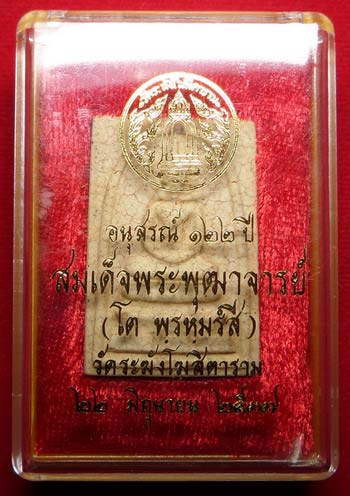 อนุสรณ์ ๑๒๒ ปี
สมเด็จพระพุฒาจารย์
(โต พฺรหฺมรํสี)
วัดระฆังโฆสิตาราม
๒๒ มิถุนายน ๒๕๓๗